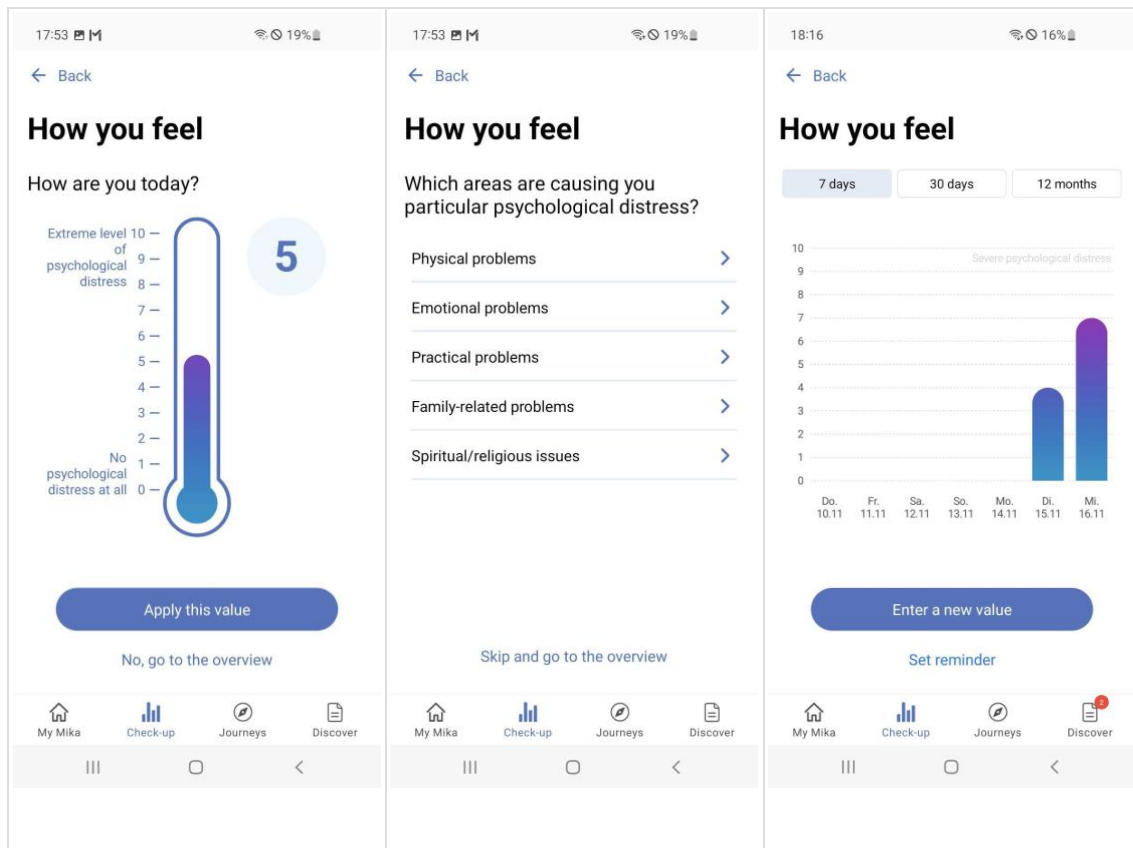 17:53 19%
Back
How you feel
How are you today?
Extreme level
of
psychological
distress
10
9
8
7
6
5
4
3
2
1
0
No
psychological
distress at all
5
Apply this value
No, go to the overview
My Mika Check-up Journeys Discover
17:53 19%
Back
How you feel
Which areas are causing you
particular psychological distress?
Physical problems
Emotional problems
Practical problems
Family-related problems
Spiritual/religious issues
Skip and go to the overview
My Mika Check-up Journeys Discover
18:16 16%
Back
How you feel
7 days 30 days 12 months
Severe psychological distress
10
9
8
7
6
5
4
3
2
1
0
Do. Fr. Sa. So. Mo. Di. Mi.
10.11 11.11 12.11 13.11 14.11 15.11 16.11
Enter a new value
Set reminder
2
My Mika Check-up Journeys Discover